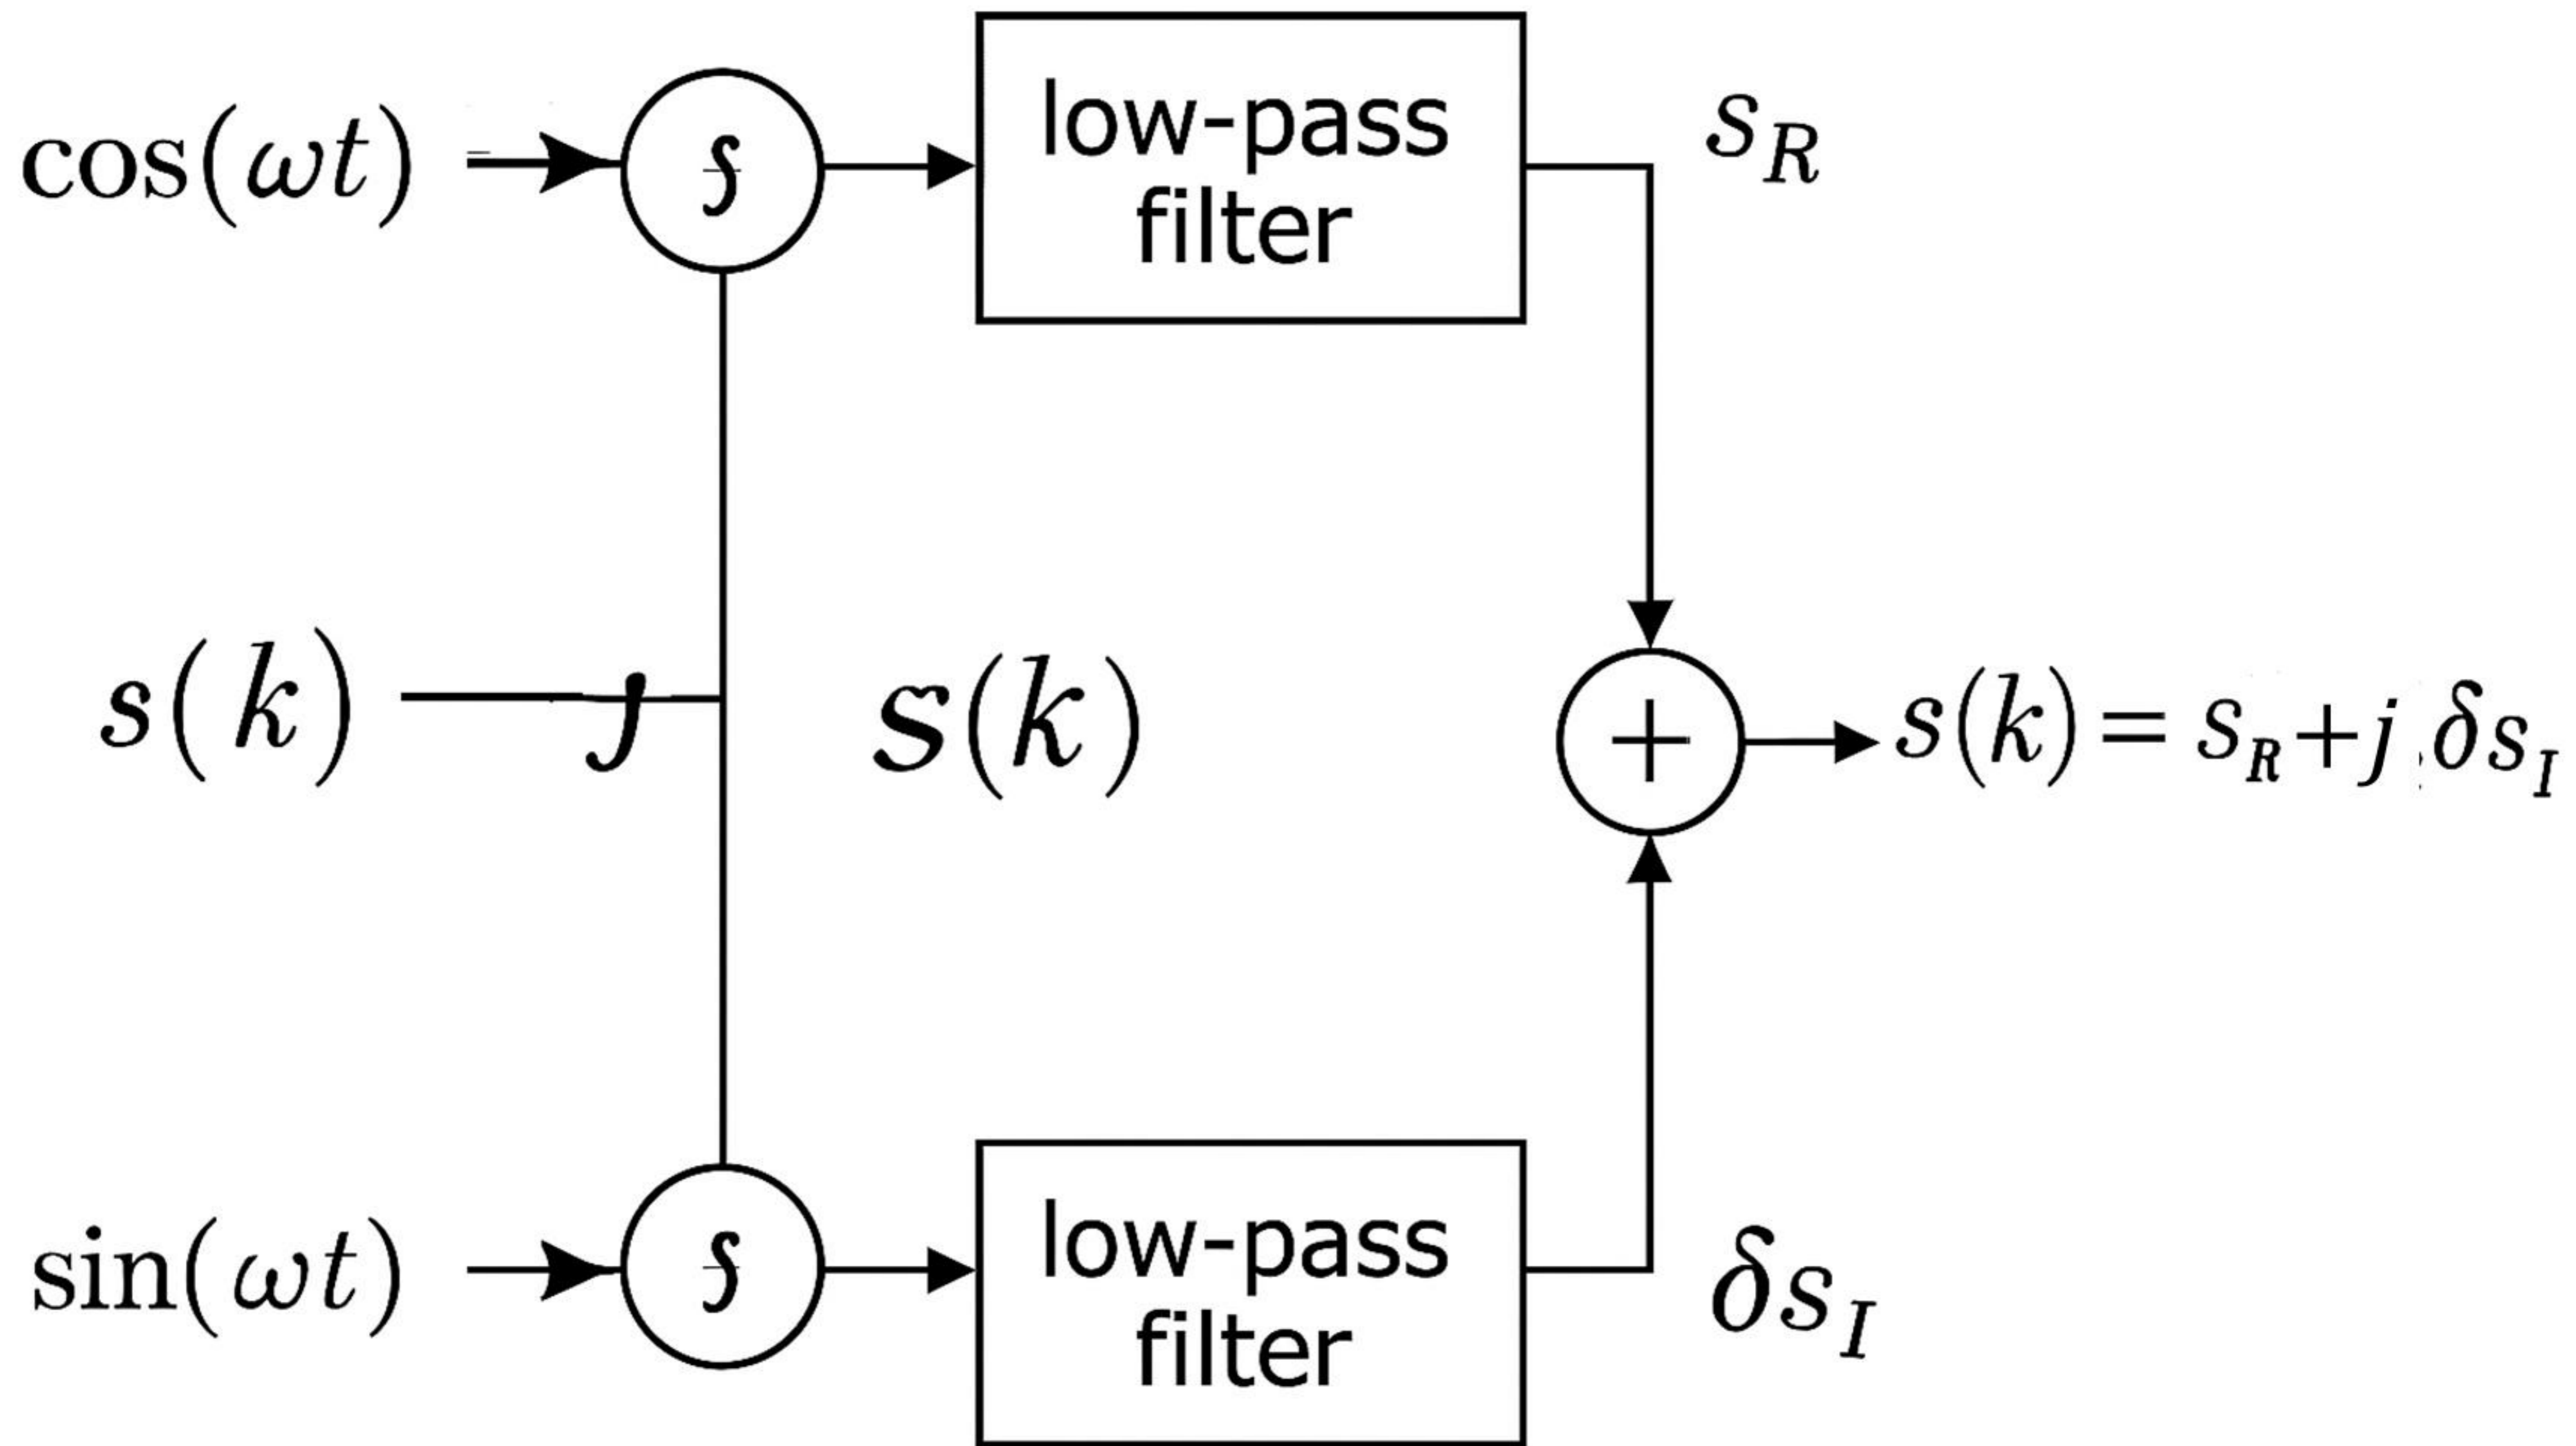 cos(ωt)
∫
low-pass
filter
s_R
s(k)
j
s(k)
+
s(k) = s_R + j δs_I
sin(ωt)
∫
low-pass
filter
δs_I